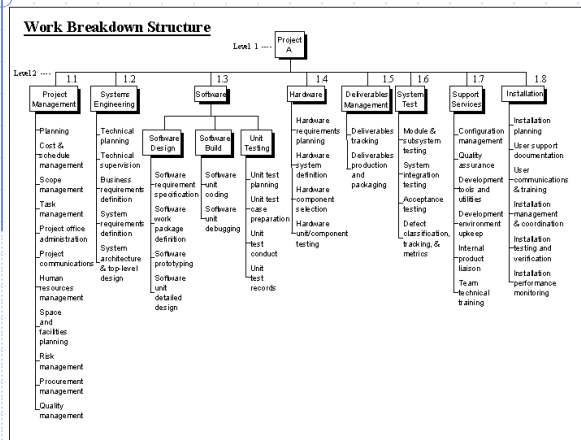 Work Breakdown Structure
Level 1 ----
Project
A
Level 2 ----
1.1
1.2
1.3
1.4
1.5
1.6
1.7
1.8
Project
Management
Systems
Engineering
Software
Hardware
Deliverables
Management
System
Test
Support
Services
Installation
Software
Design
Software
Build
Unit
Testing
Planning
Cost &
schedule
management
Scope
management
Task
management
Project office
administration
Project
communications
Human
resources
management
Space
and
facilities
planning
Risk
management
Procurement
management
Quality
management
Technical
planning
Technical
supervision
Business
requirements
definition
System
requirements
definition
System
architecture
& top-level
design
Software
requirement
specification
Software
work
package
definition
Software
prototyping
Software
unit
detailed
design
Software
unit
coding
Software
unit
debugging
Unit test
planning
Unit test
case
preparation
Unit
test
conduct
Unit
test
records
Hardware
requirements
planning
Hardware
system
definition
Hardware
component
selection
Hardware
unit/component
testing
Deliverables
tracking
Deliverables
production
and
packaging
Module &
subsystem
testing
System
integration
testing
Acceptance
testing
Defect
classification,
tracking, &
metrics
Configuration
management
Quality
assurance
Development
tools and
utilities
Development
environment
upkeep
Internal
product
liaison
Team
technical
training
Installation
planning
User support
documentation
User
communications
& training
Installation
management
& coordination
Installation
testing and
verification
Installation
performance
monitoring